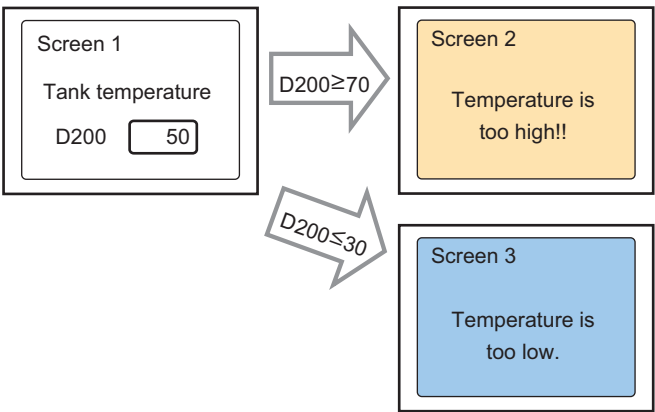 Screen 1
Tank temperature
D200 50
D200≥70
Screen 2
Temperature is
too high!!
D200≤30
Screen 3
Temperature is
too low.